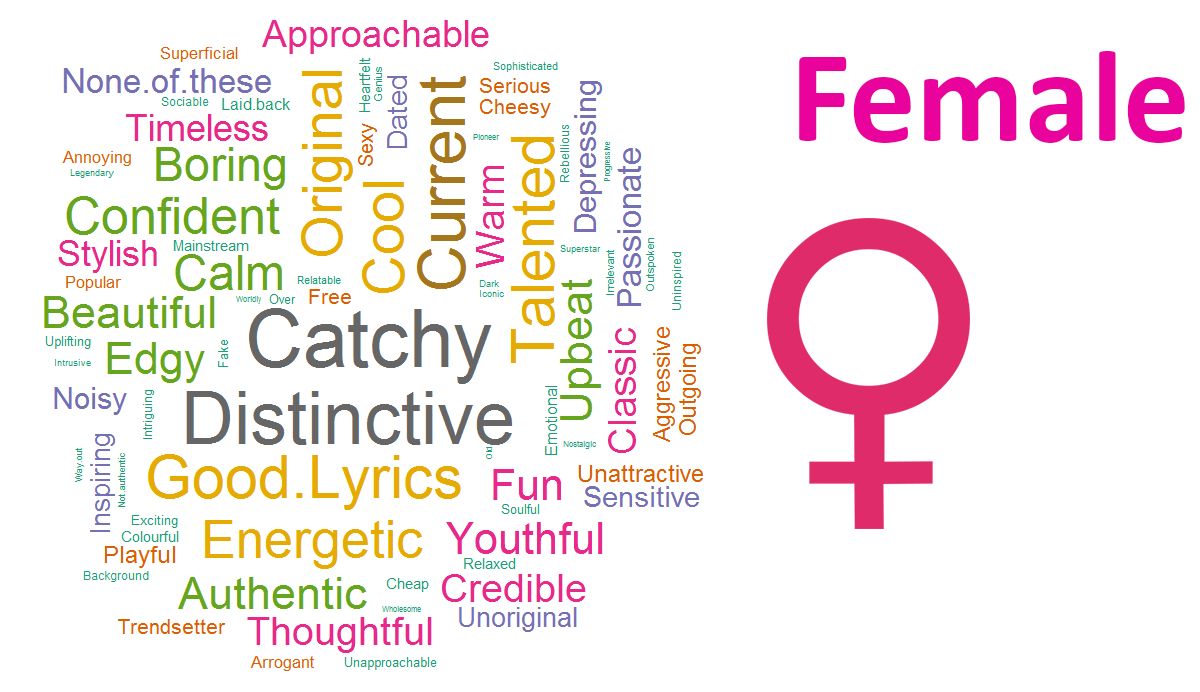 Approachable
Female
Superficial
Sophisticated
None.of.these
Original
Heartfelt
Genius
Dated
Current
Serious
Depressing
Sociable
Laid.back
Cheesy
Timeless
Sexy
Pioneer
Talented
Rebellious
Progressive
Annoying
Boring
Legendary
Cool
Warm
Passionate
Confident
Stylish
Mainstream
Superstar
Irrelevant
Outspoken
Uninspired
Calm
Popular
Relatable
Dark
Iconic
Worldly
Over
Free
Beautiful
Catchy
Upbeat
Classic
Aggressive
Outgoing
Uplifting
Fake
Edgy
Intrusive
Noisy
Intriguing
Distinctive
Emotional
Nostalgic
Old
Way.out
Inspiring
Not.authentic
Good.Lyrics
Fun
Unattractive
Sensitive
Soulful
Exciting
Colourful
Energetic
Youthful
Playful
Relaxed
Background
Authentic
Cheap
Credible
Wholesome
Unoriginal
Trendsetter
Thoughtful
Arrogant
Unapproachable